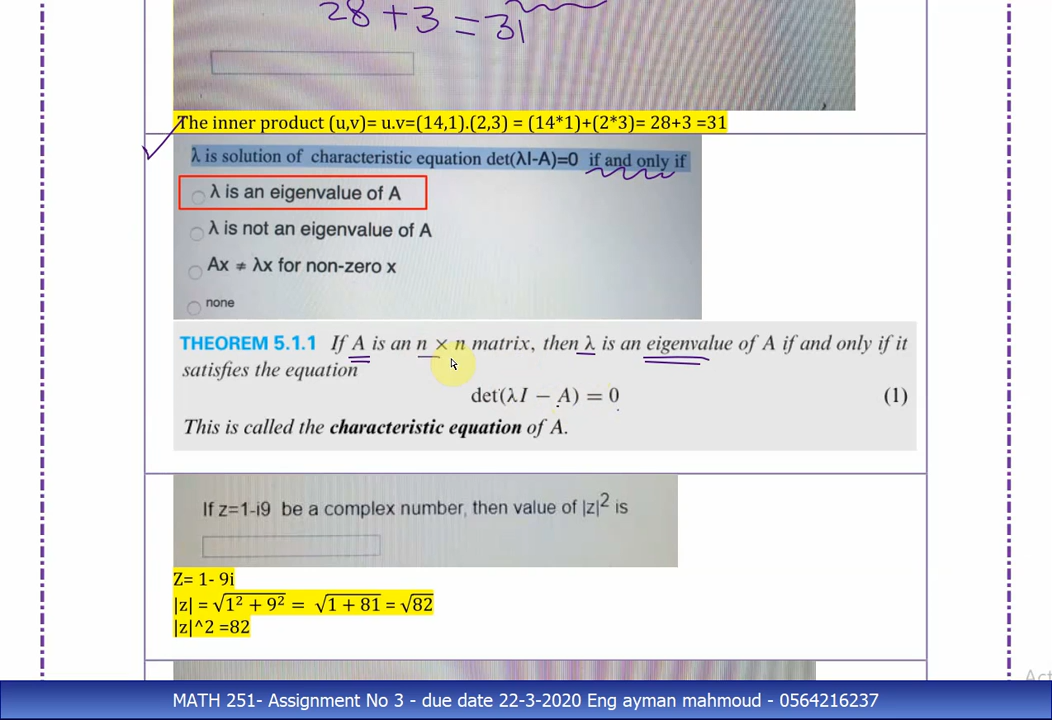 28 + 3 = 31
The inner product (u,v)= u.v=(14,1).(2,3) = (14*1)+(2*3)= 28+3 =31
λ is solution of characteristic equation det(λI-A)=0 if and only if
λ is an eigenvalue of A
λ is not an eigenvalue of A
Ax ≠ λx for non-zero x
none
THEOREM 5.1.1 If A is an n × n matrix, then λ is an eigenvalue of A if and only if it
satisfies the equation
det(λI − A) = 0 (1)
This is called the characteristic equation of A.
If z=1-i9 be a complex number, then value of |z|² is
Z= 1- 9i
|z| = √1² + 9² = √1 + 81 = √82
|z|^2 =82
MATH 251- Assignment No 3 - due date 22-3-2020 Eng ayman mahmoud - 0564216237